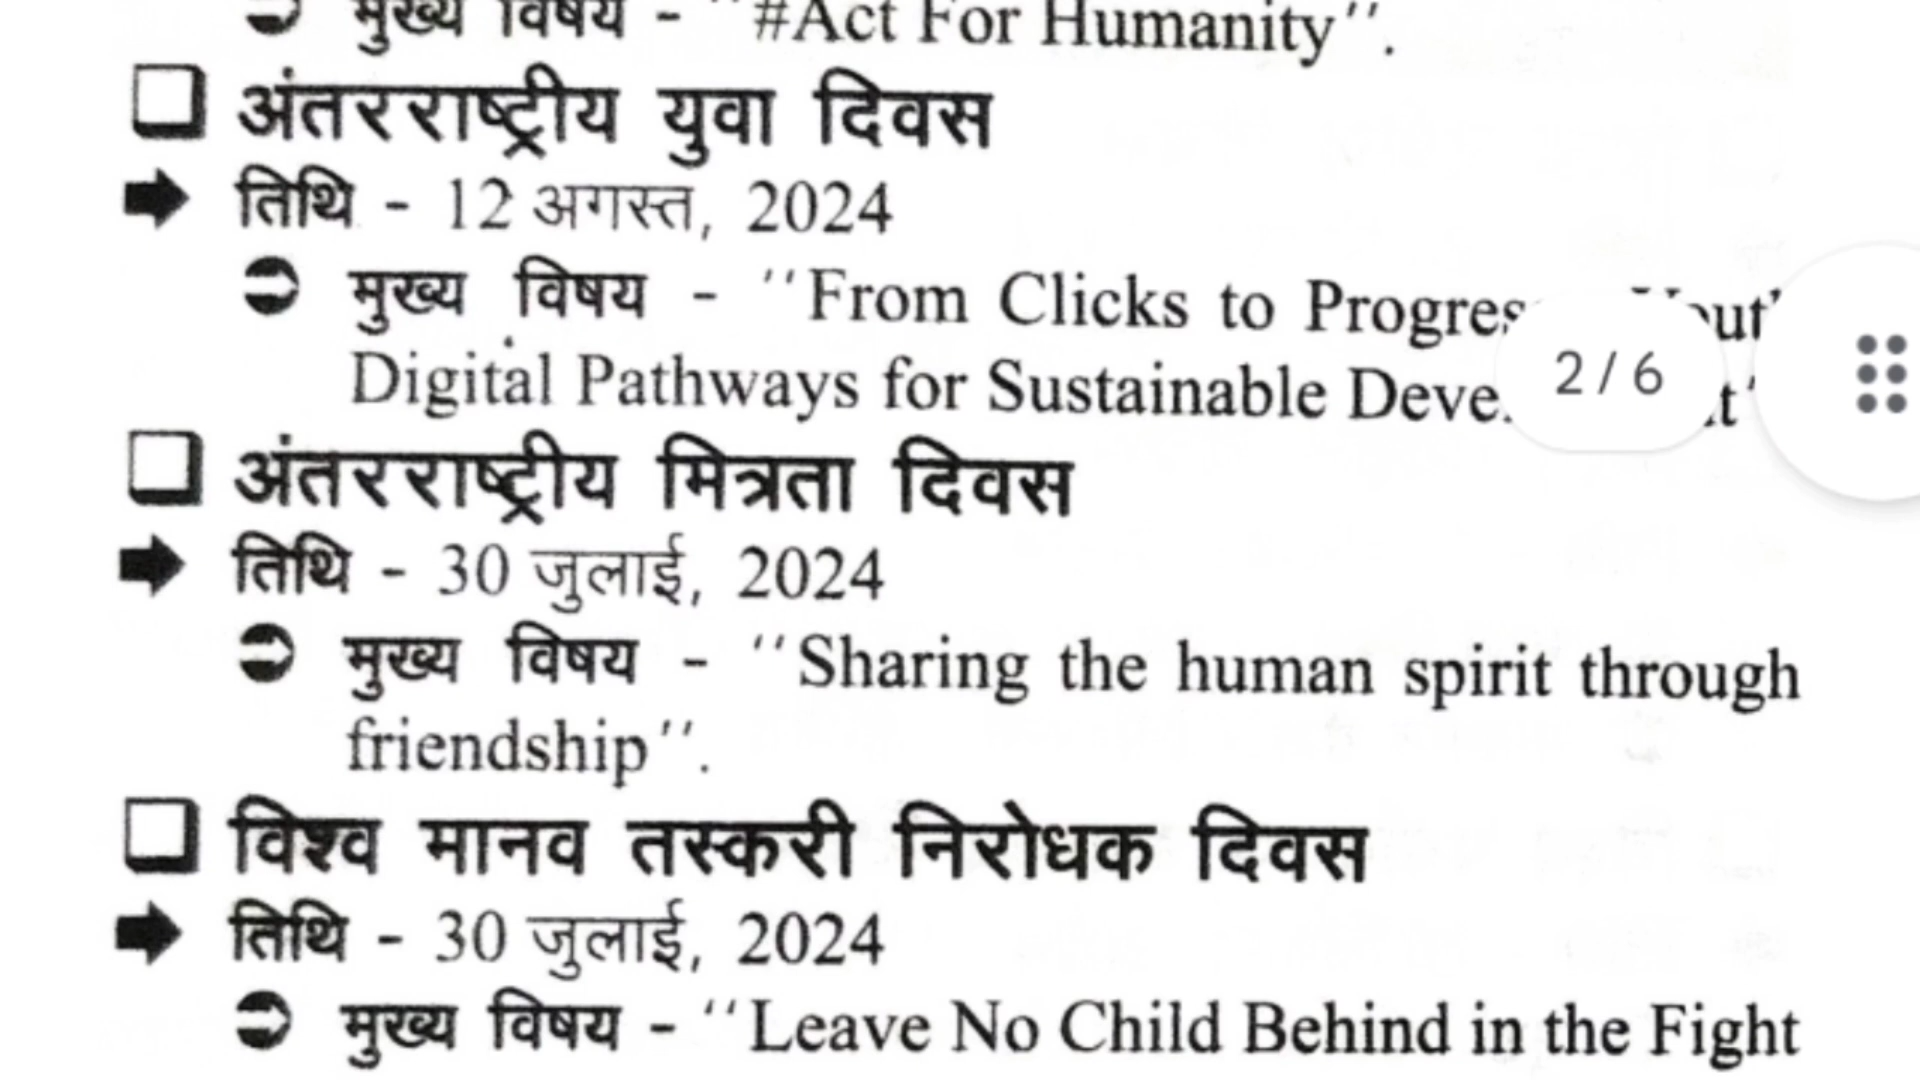 मुख्य विषय - ''#Act For Humanity''.
❑ अंतरराष्ट्रीय युवा दिवस
➡ तिथि - 12 अगस्त, 2024
➲ मुख्य विषय - ''From Clicks to
Digital Pathways for Sustainable
2 / 6
❑ अंतरराष्ट्रीय मित्रता दिवस
➡ तिथि - 30 जुलाई, 2024
➲ मुख्य विषय - ''Sharing the human spirit through
friendship''.
❑ विश्व मानव तस्करी निरोधक दिवस
➡ तिथि - 30 जुलाई, 2024
➲ मुख्य विषय - ''Leave No Child Behind in the Fight